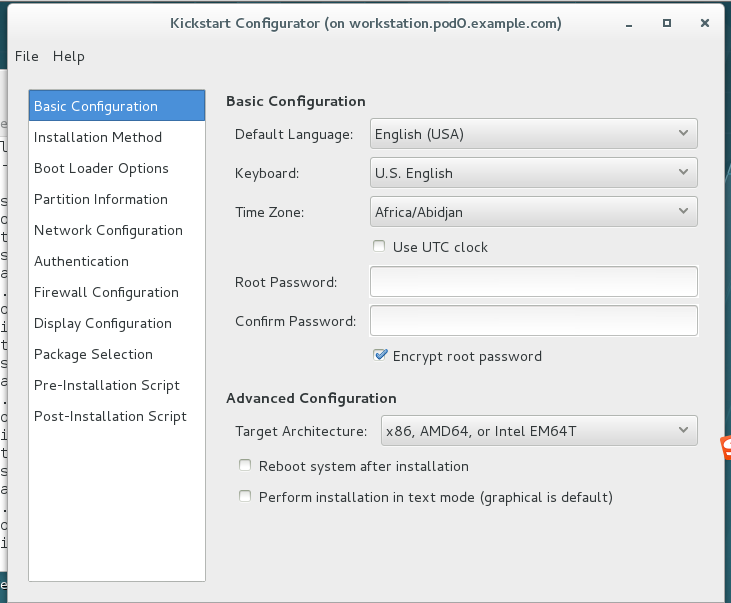 Kickstart Configurator (on workstation.pod0.example.com)
File Help
Basic Configuration
Installation Method
Boot Loader Options
Partition Information
Network Configuration
Authentication
Firewall Configuration
Display Configuration
Package Selection
Pre-Installation Script
Post-Installation Script
Basic Configuration
Default Language: English (USA)
Keyboard: U.S. English
Time Zone: Africa/Abidjan
Use UTC clock
Root Password:
Confirm Password:
Encrypt root password
Advanced Configuration
Target Architecture: x86, AMD64, or Intel EM64T
Reboot system after installation
Perform installation in text mode (graphical is default)